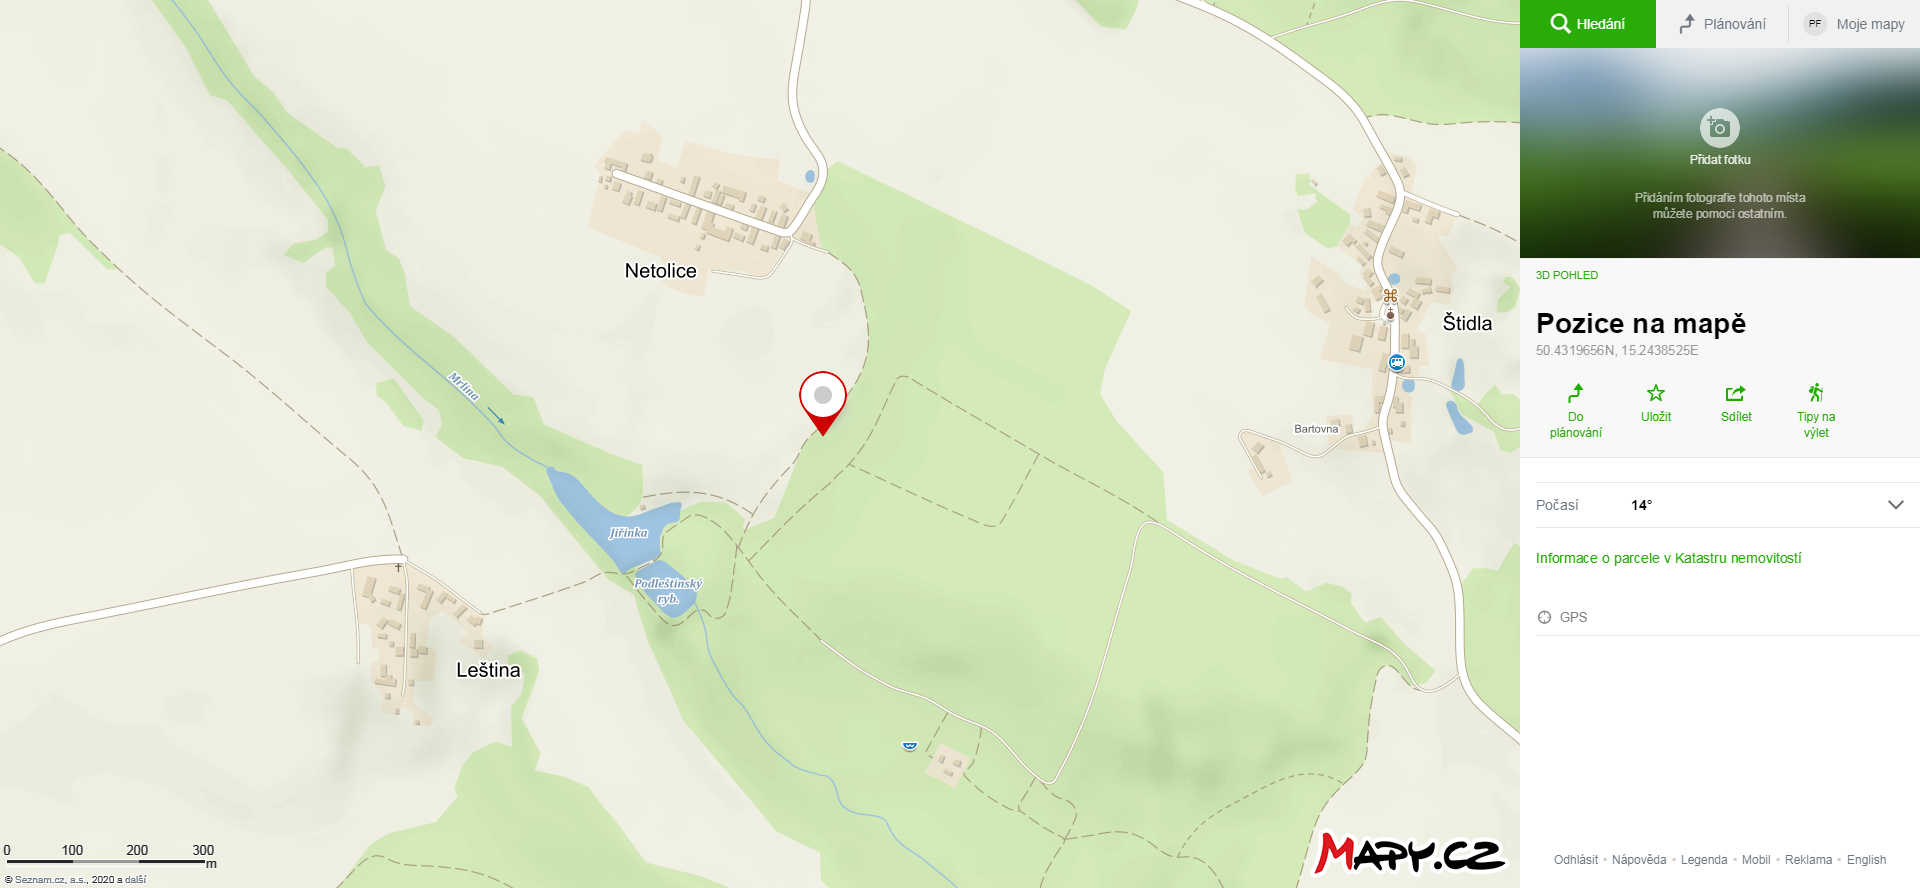 Netolice
Štidla
Mrlina
Bartovna
Jiřinka
Podleštinský
ryb.
Leština
0 100 200 300
m
© Seznam.cz, a.s., 2020 a další
MAPY.CZ
Hledání
Plánování
PF
Moje mapy
Přidat fotku
Přidáním fotografie tohoto místa
můžete pomoci ostatním.
3D POHLED
Pozice na mapě
50.4319656N, 15.2438525E
Do
plánování
Uložit
Sdílet
Tipy na
výlet
Počasí 14°
Informace o parcele v Katastru nemovitostí
GPS
Odhlásit • Nápověda • Legenda • Mobil • Reklama • English